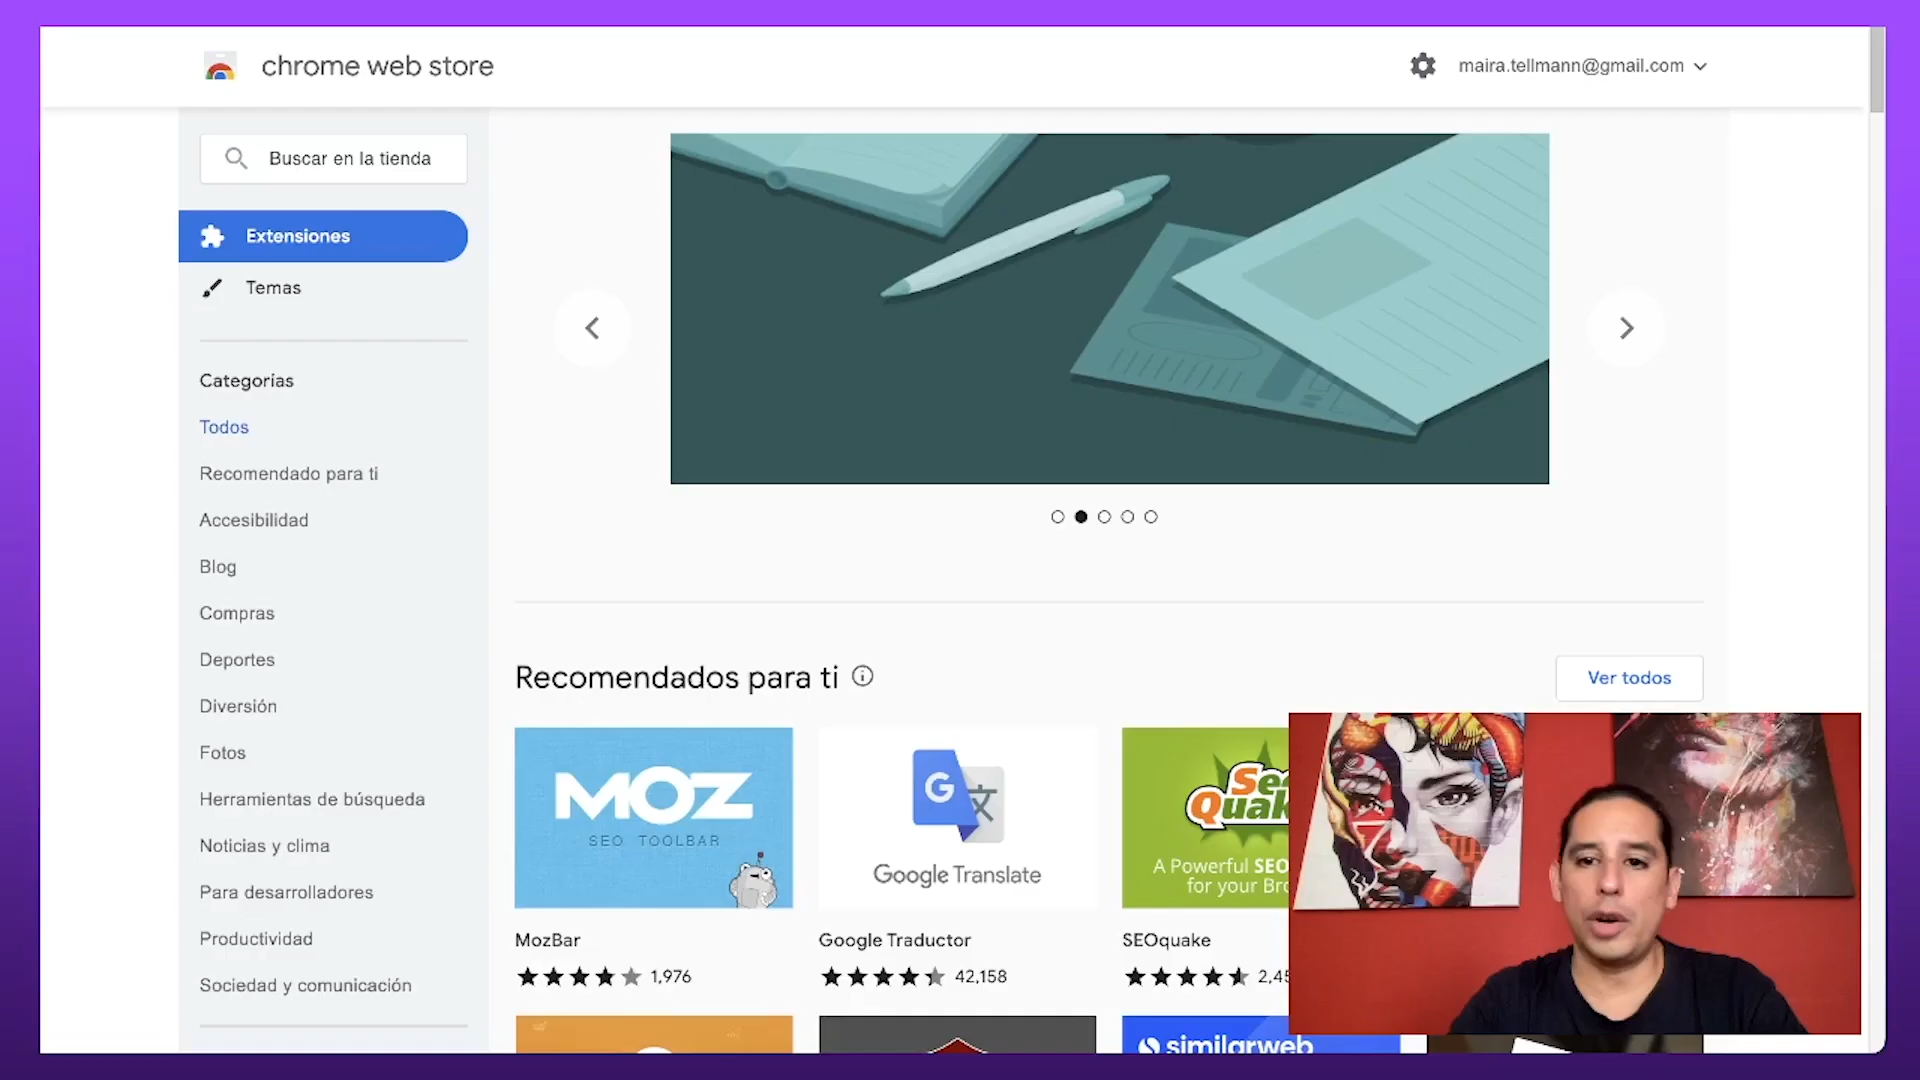 chrome web store
maira.tellmann@gmail.com
Buscar en la tienda
Extensiones
Temas
Categorías
Todos
Recomendado para ti
Accesibilidad
Blog
Compras
Deportes
Diversión
Fotos
Herramientas de búsqueda
Noticias y clima
Para desarrolladores
Productividad
Sociedad y comunicación
Recomendados para ti
Ver todos
MOZ
SEO TOOLBAR
MozBar
1,976
G 文
Google Translate
Google Traductor
42,158
A Powerful SEO
for your
SEOquake
similarweb